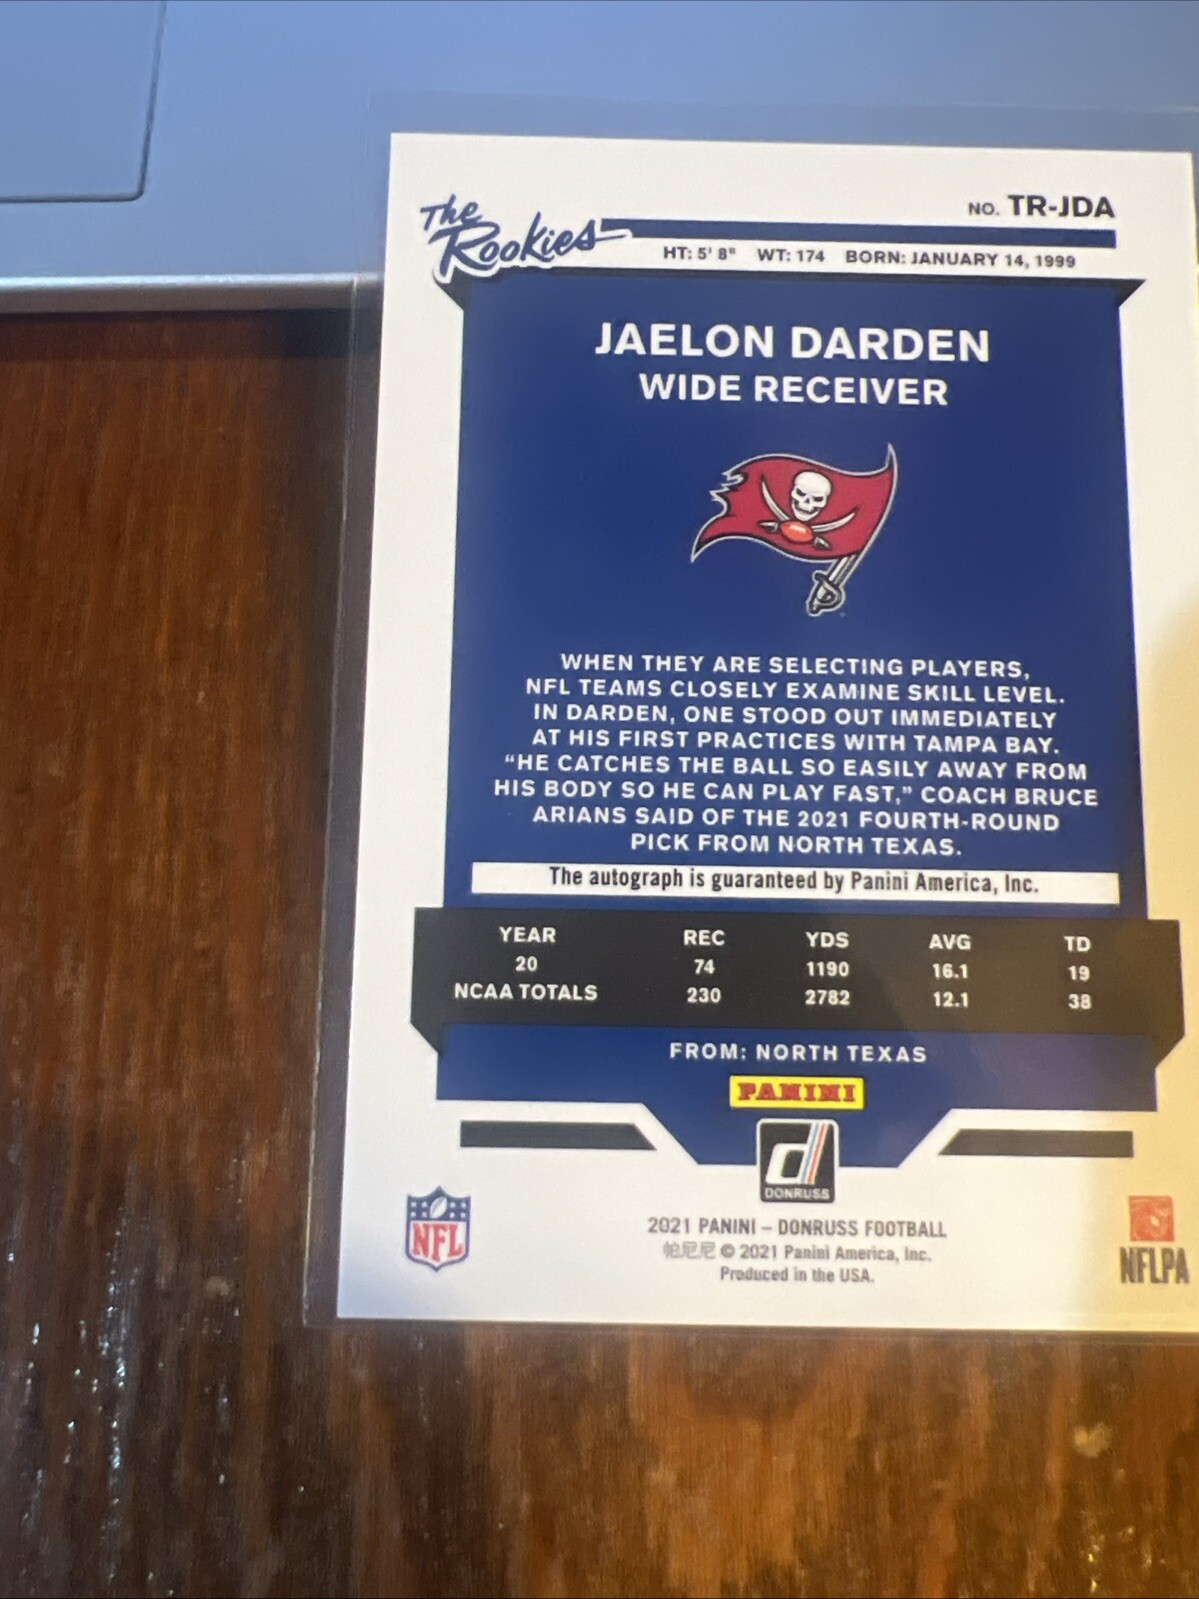 The
Rookies
NO. TR-JDA
HT: 5' 8" WT: 174 BORN: JANUARY 14, 1999
JAELON DARDEN
WIDE RECEIVER
WHEN THEY ARE SELECTING PLAYERS,
NFL TEAMS CLOSELY EXAMINE SKILL LEVEL.
IN DARDEN, ONE STOOD OUT IMMEDIATELY
AT HIS FIRST PRACTICES WITH TAMPA BAY.
“HE CATCHES THE BALL SO EASILY AWAY FROM
HIS BODY SO HE CAN PLAY FAST,” COACH BRUCE
ARIANS SAID OF THE 2021 FOURTH-ROUND
PICK FROM NORTH TEXAS.
The autograph is guaranteed by Panini America, Inc.
YEAR REC YDS AVG TD
20 74 1190 16.1 19
NCAA TOTALS 230 2782 12.1 38
FROM: NORTH TEXAS
PANINI
d
DONRUSS
NFL
2021 PANINI – DONRUSS FOOTBALL
帕尼尼 © 2021 Panini America, Inc.
Produced in the USA.
NFLPA